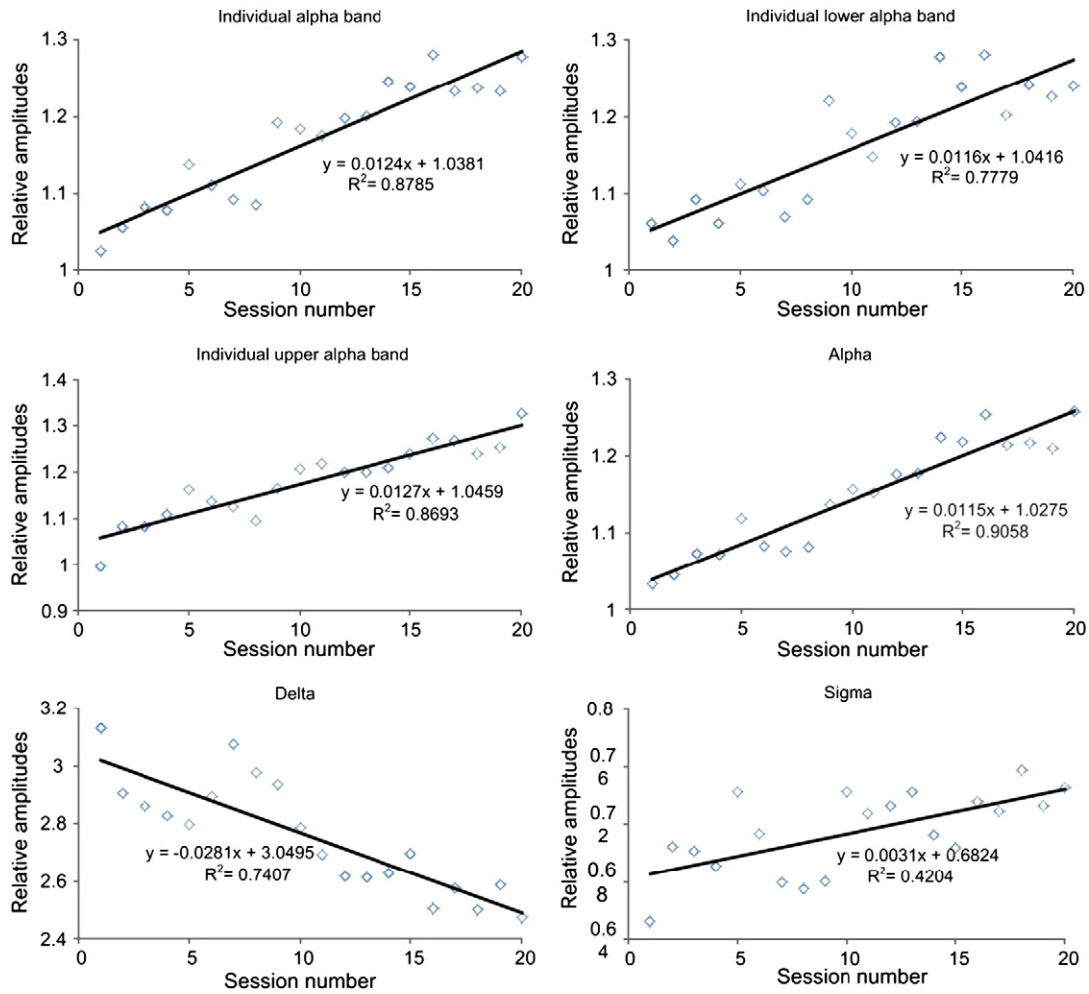 Individual alpha band
1.3
1.2
1.1
1
Relative amplitudes
y = 0.0124x + 1.0381
R²= 0.8785
0 5 10 15 20
Session number
Individual lower alpha band
1.3
1.2
1.1
1
Relative amplitudes
y = 0.0116x + 1.0416
R²= 0.7779
0 5 10 15 20
Session number
Individual upper alpha band
1.4
1.3
1.2
1.1
1
0.9
Relative amplitudes
y = 0.0127x + 1.0459
R²= 0.8693
0 5 10 15 20
Session number
Alpha
1.3
1.2
1.1
1
Relative amplitudes
y = 0.0115x + 1.0275
R²= 0.9058
0 5 10 15 20
Session number
Delta
3.2
3
2.8
2.6
2.4
Relative amplitudes
y = -0.0281x + 3.0495
R²= 0.7407
0 5 10 15 20
Session number
Sigma
0.8
0.7
6
0.7
2
0.6
8
0.6
4
Relative amplitudes
y = 0.0031x + 0.6824
R²= 0.4204
0 5 10 15 20
Session number